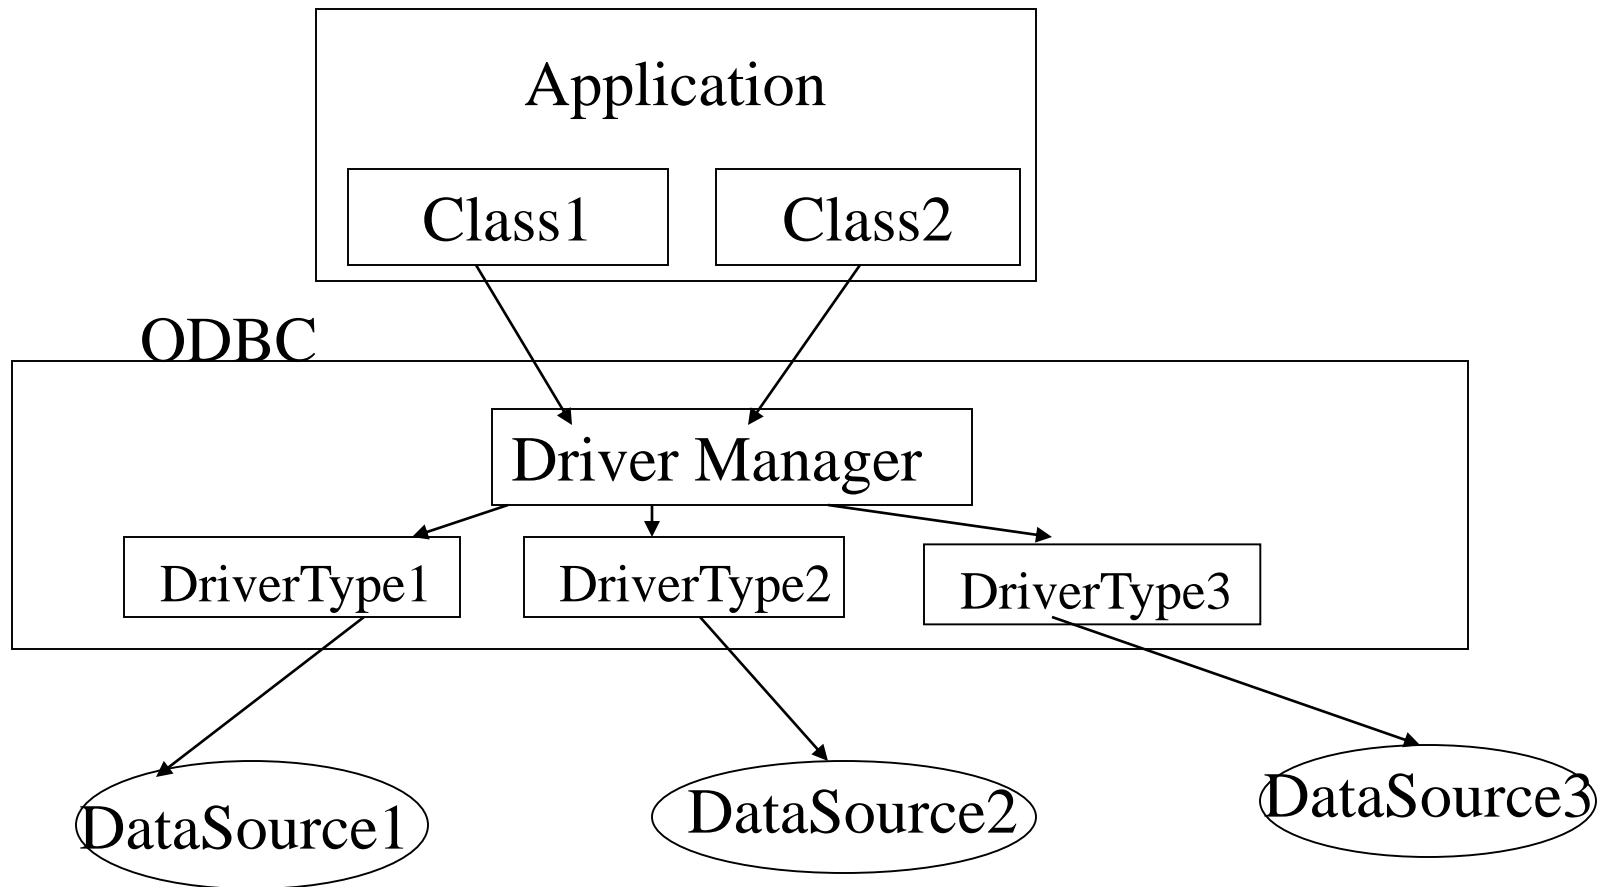 Application
Class1
Class2
ODBC
Driver Manager
DriverType1
DriverType2
DriverType3
DataSource1
DataSource2
DataSource3